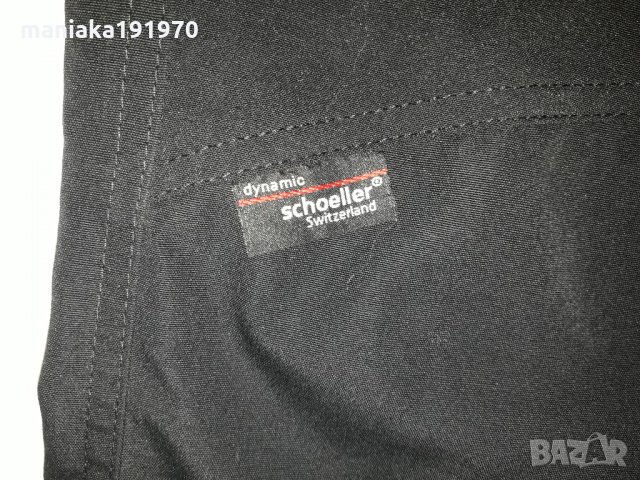 maniaka191970
dynamic
schoeller®
Switzerland
BAZAR